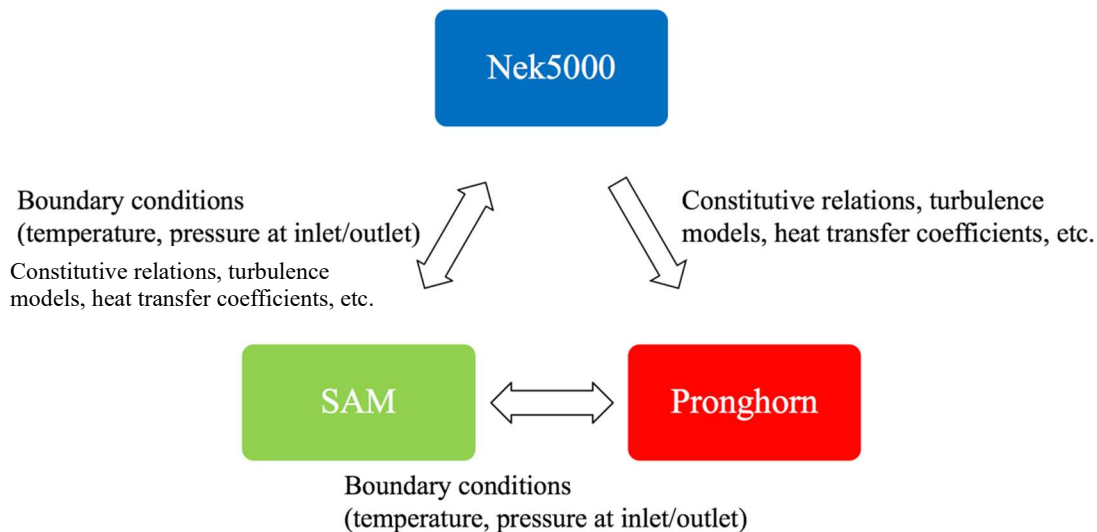 Nek5000
Boundary conditions
(temperature, pressure at inlet/outlet)
Constitutive relations, turbulence
models, heat transfer coefficients, etc.
Constitutive relations, turbulence
models, heat transfer coefficients, etc.
SAM
Pronghorn
Boundary conditions
(temperature, pressure at inlet/outlet)